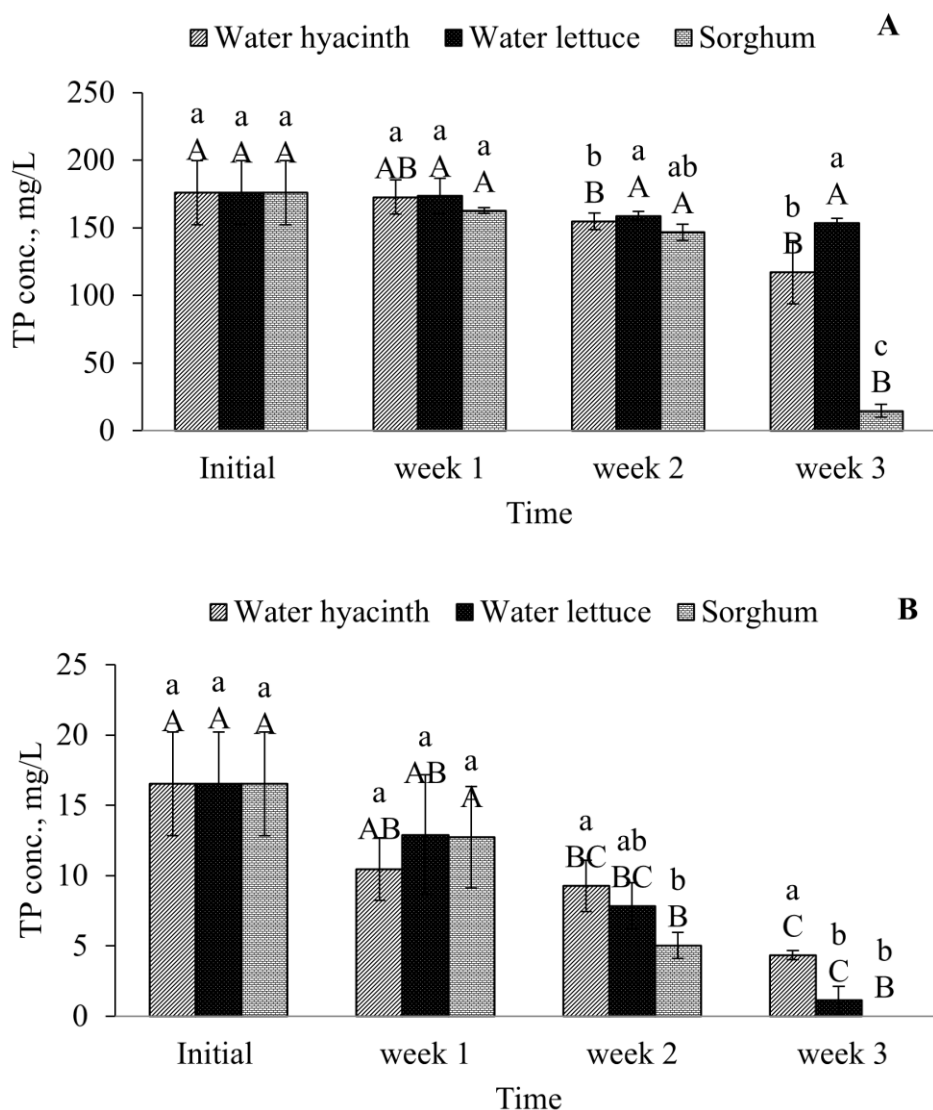 Water hyacinth Water lettuce Sorghum A
TP conc., mg/L
250
200
150
100
50
0
a a a a a a b a ab b a c
A A A AB A A B A A B A B
Initial week 1 week 2 week 3
Time
Water hyacinth Water lettuce Sorghum B
TP conc., mg/L
25
20
15
10
5
0
a a a a a a a ab b a b b
A A A AB AB A BC BC B C C B
Initial week 1 week 2 week 3
Time